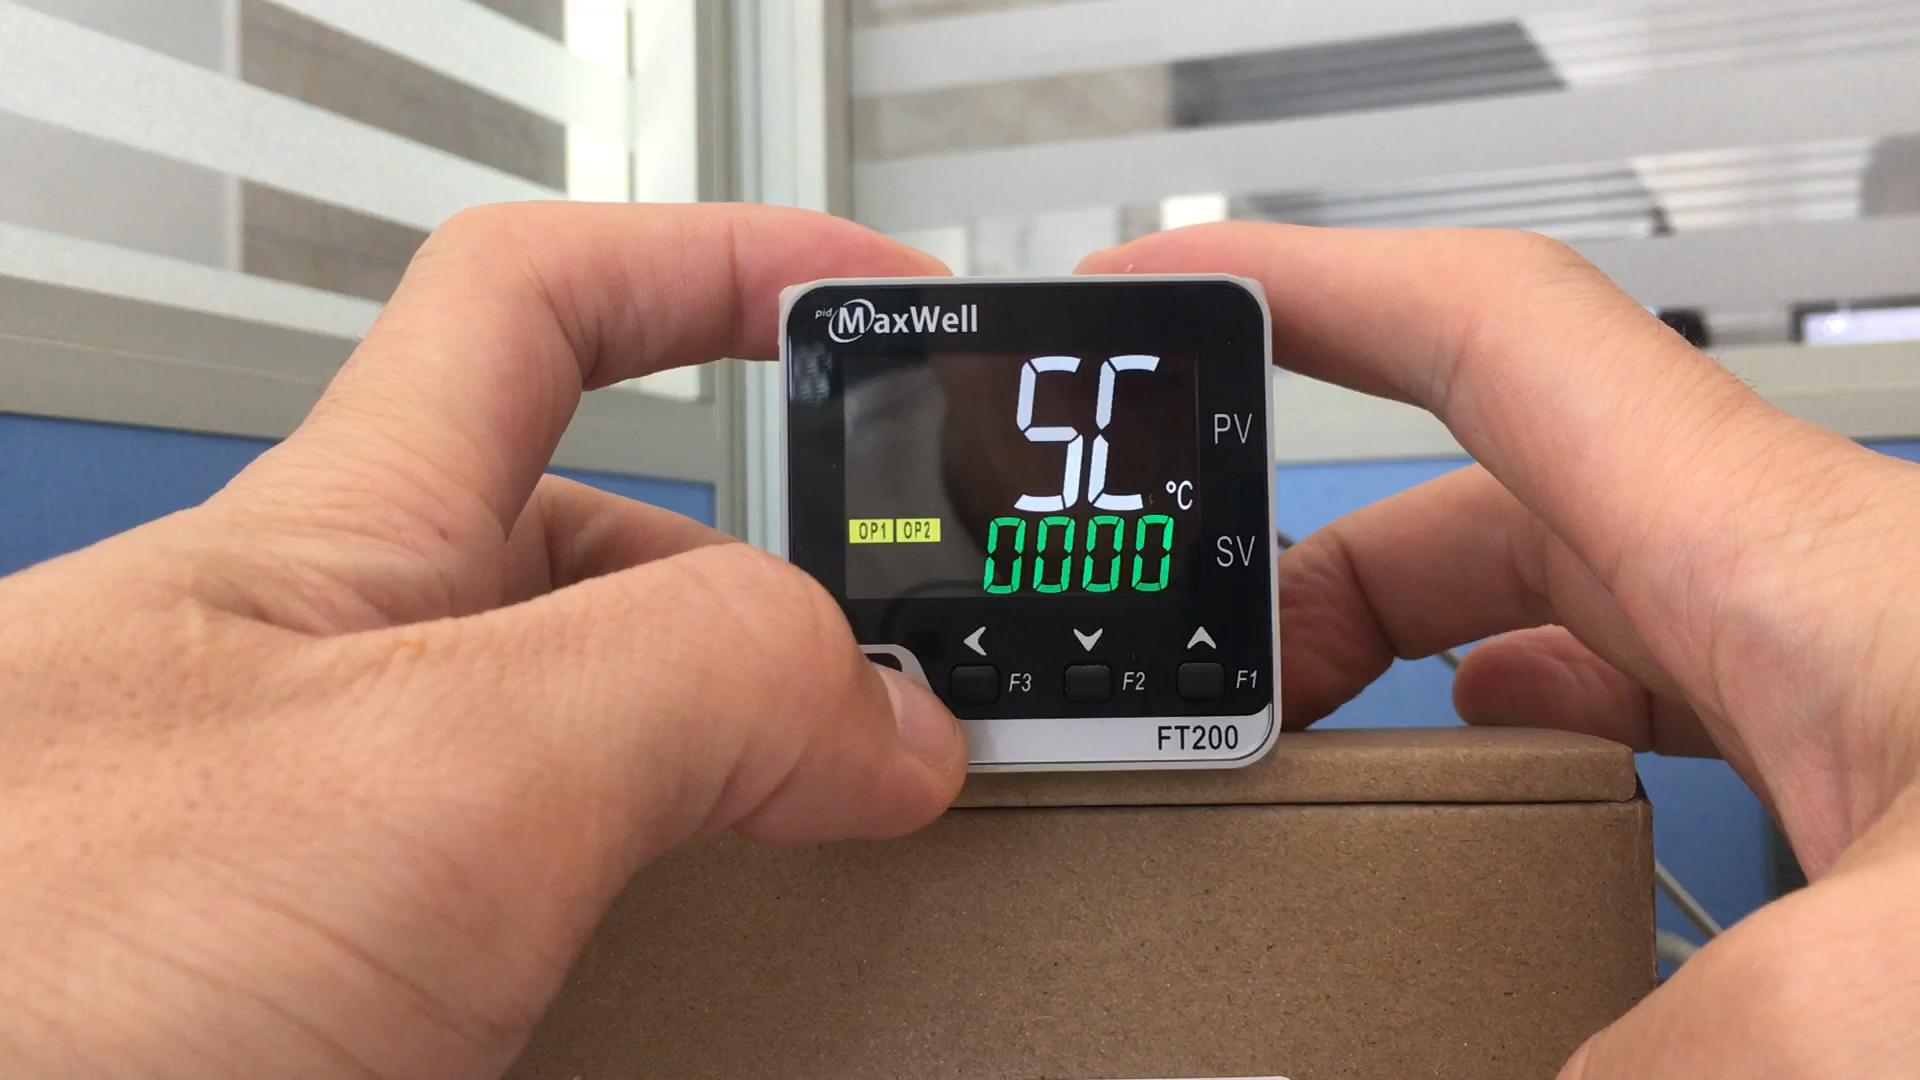 pid MaxWell
SC
PV
°C
OP1 OP2
0000
SV
F3 F2 F1
FT200